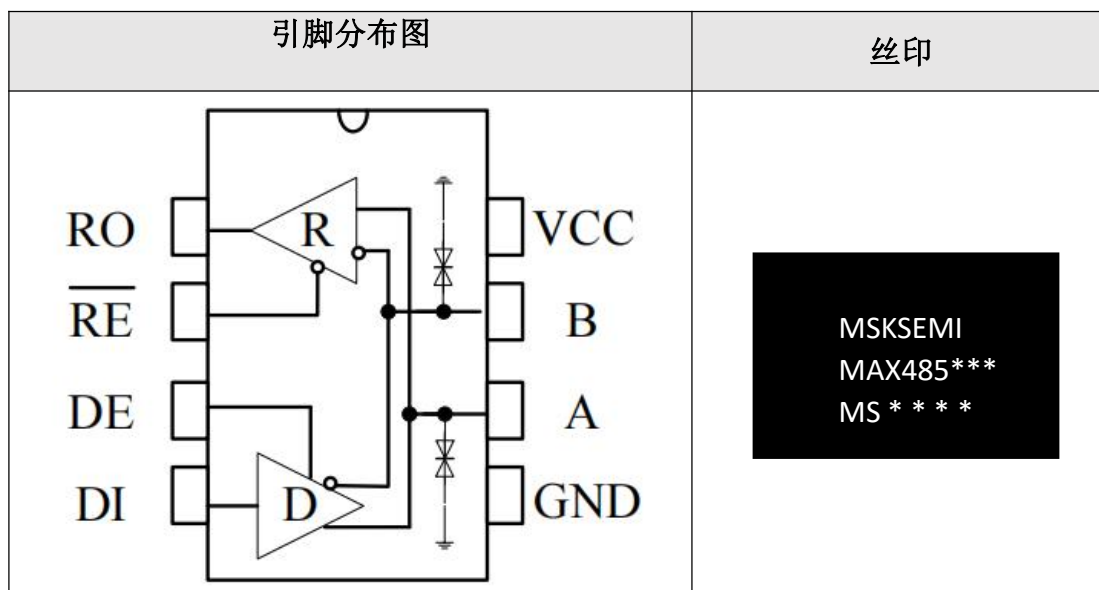 引脚分布图
丝印
RO
R
VCC
RE
B
DE
A
DI
D
GND
MSKSEMI
MAX485***
MS * * * *